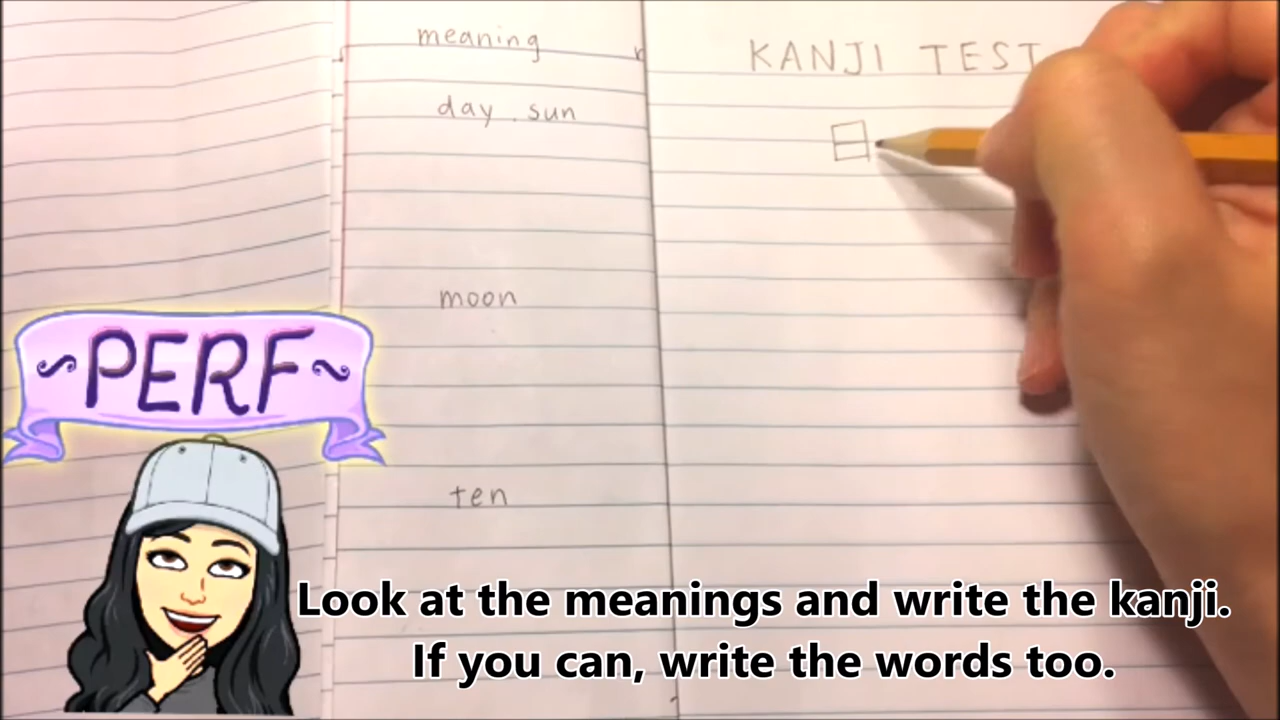 meaning
KANJI TEST
day . sun
日
moon
PERF
ten
Look at the meanings and write the kanji.
If you can, write the words too.